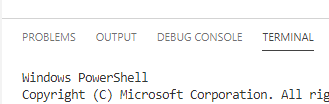 PROBLEMS OUTPUT DEBUG CONSOLE TERMINAL
Windows PowerShell
Copyright (C) Microsoft Corporation. All rig